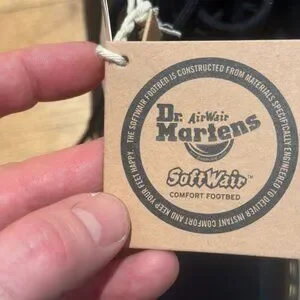 THE SOFTWAIR FOOTBED IS CONSTRUCTED FROM MATERIALS SPECIFICALLY ENGINEERED TO DELIVER INSTANT COMFORT AND KEEP YOUR FEET HAPPY.
Dr. AirWair
Martens
SoftWair™
COMFORT FOOTBED